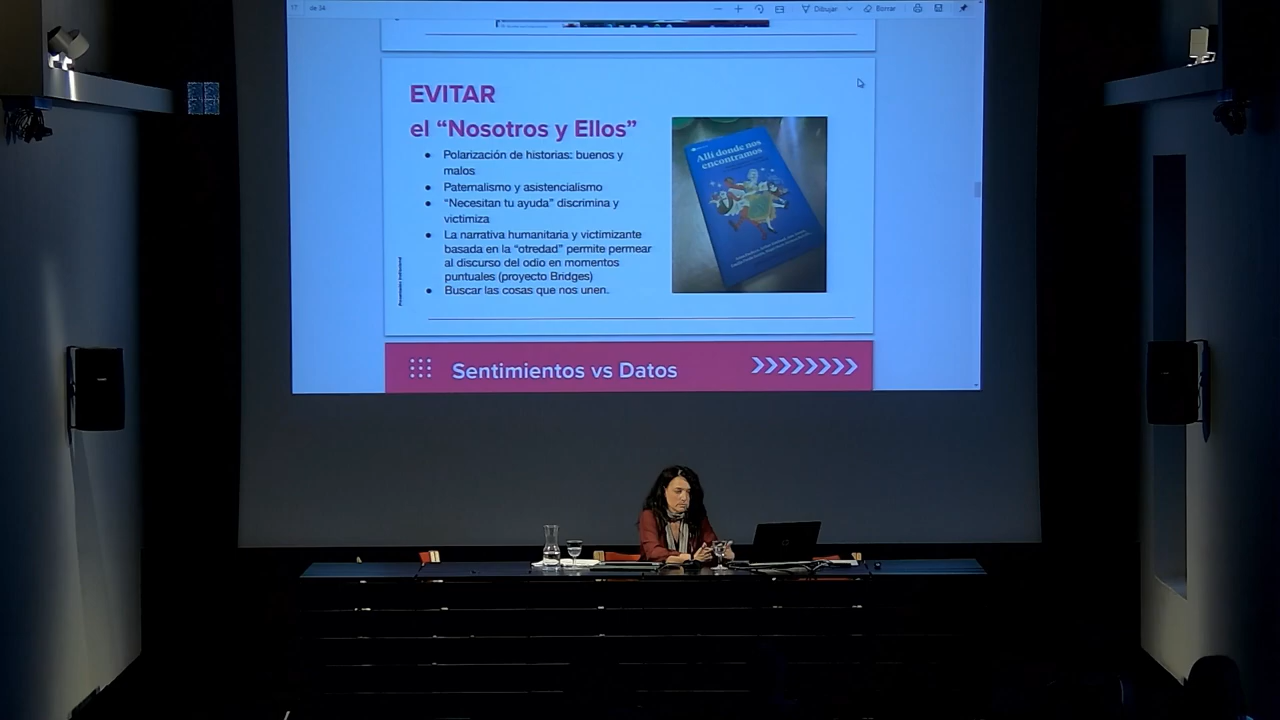 de 34
Dibujar
Borrar
EVITAR
el “Nosotros y Ellos”
Polarización de historias: buenos y
malos
Paternalismo y asistencialismo
“Necesitan tu ayuda” discrimina y
victimiza
La narrativa humanitaria y victimizante
basada en la “otredad” permite permear
al discurso del odio en momentos
puntuales (proyecto Bridges)
Buscar las cosas que nos unen.
Allí donde nos
encontramos
Sentimientos vs Datos